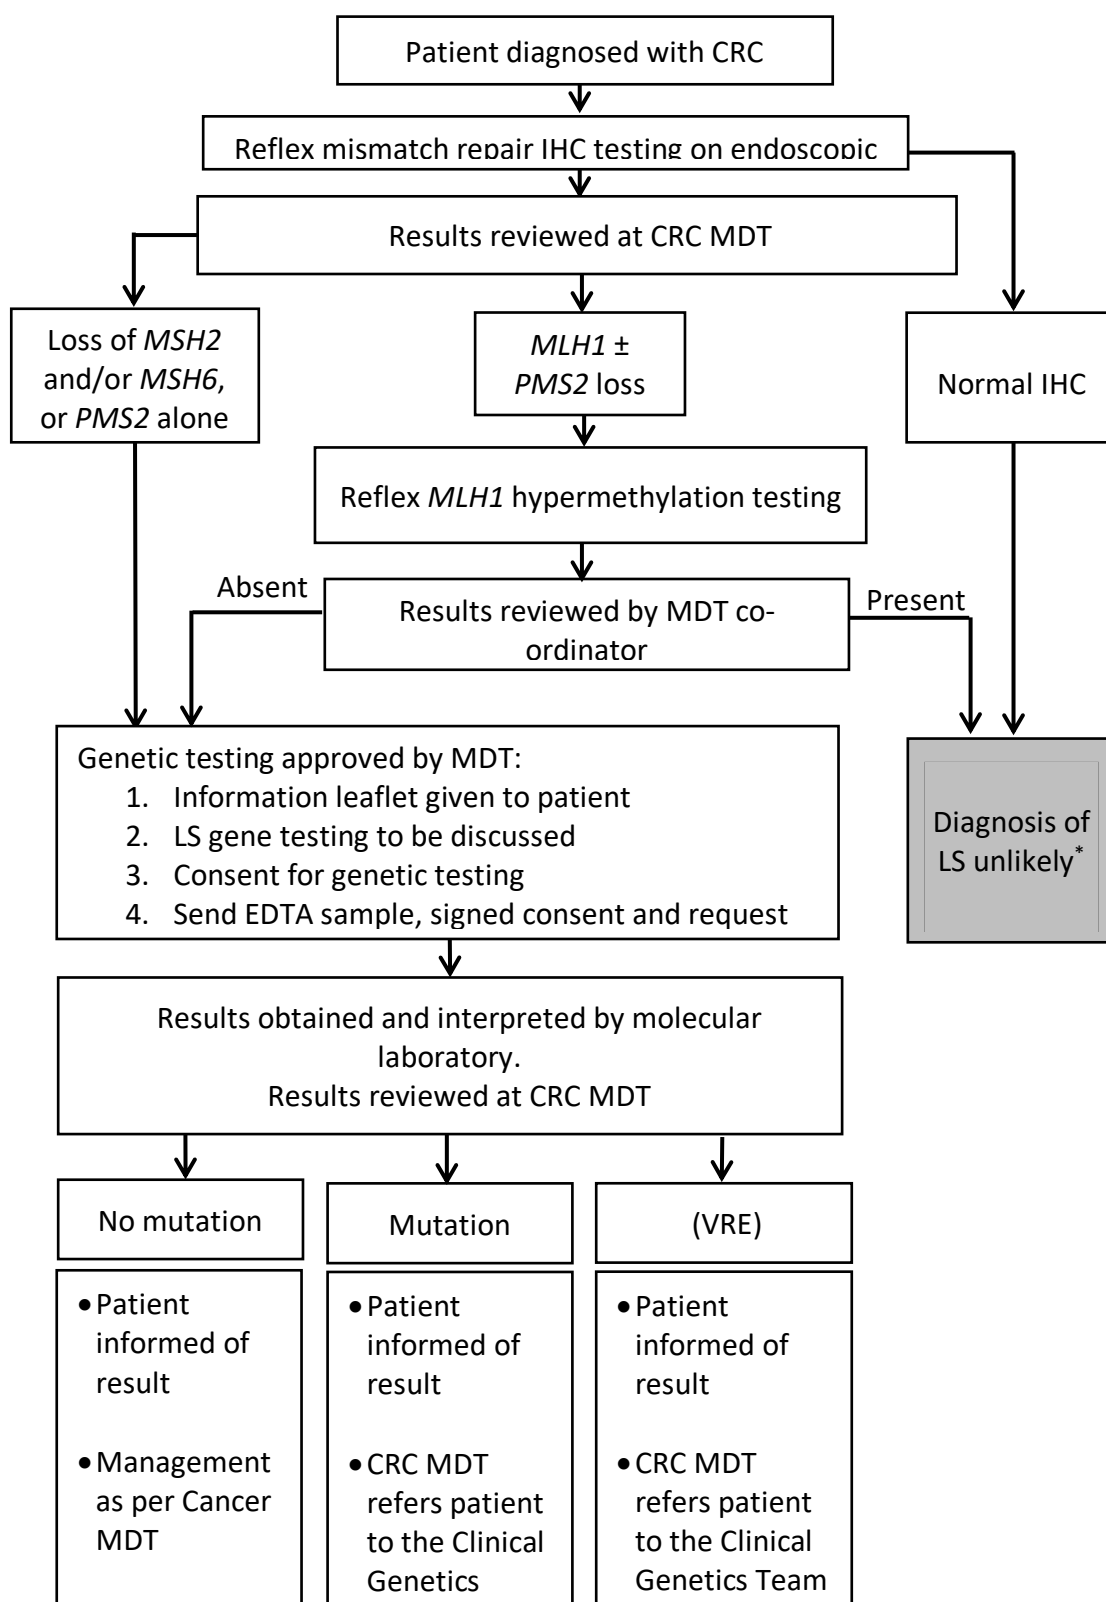 Patient diagnosed with CRC
Reflex mismatch repair IHC testing on endoscopic
Results reviewed at CRC MDT
Loss of MSH2
and/or MSH6,
or PMS2 alone
MLH1 ±
PMS2 loss
Normal IHC
Reflex MLH1 hypermethylation testing
Absent
Results reviewed by MDT co-
ordinator
Present
Genetic testing approved by MDT:
1. Information leaflet given to patient
2. LS gene testing to be discussed
3. Consent for genetic testing
4. Send EDTA sample, signed consent and request
Diagnosis of
LS unlikely*
Results obtained and interpreted by molecular
laboratory.
Results reviewed at CRC MDT
No mutation
Mutation
(VRE)
• Patient
informed of
result
• Management
as per Cancer
MDT
• Patient
informed of
result
• CRC MDT
refers patient
to the Clinical
Genetics
• Patient
informed of
result
• CRC MDT
refers patient
to the Clinical
Genetics Team